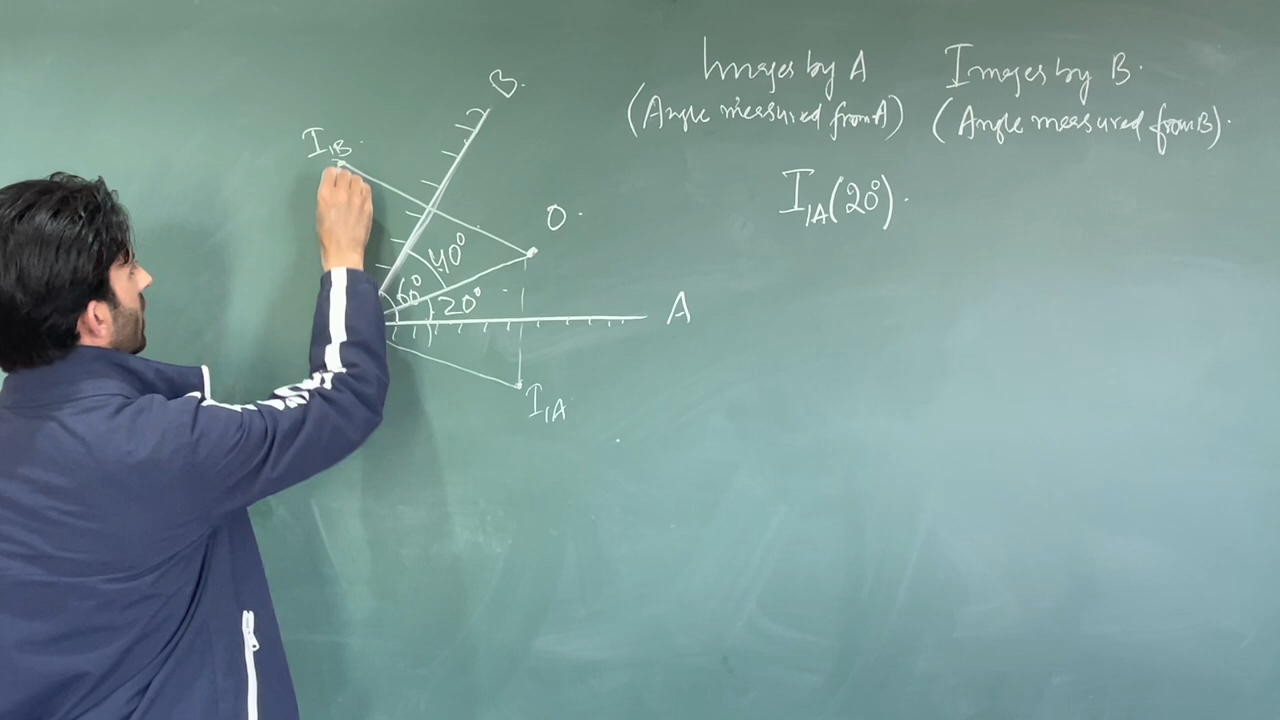 Images by A
(Angle measured from A)
Images by B.
(Angle measured from B).
I₁A(20°).
B.
I₁B.
O.
40°
60°
20°
A
I₁A